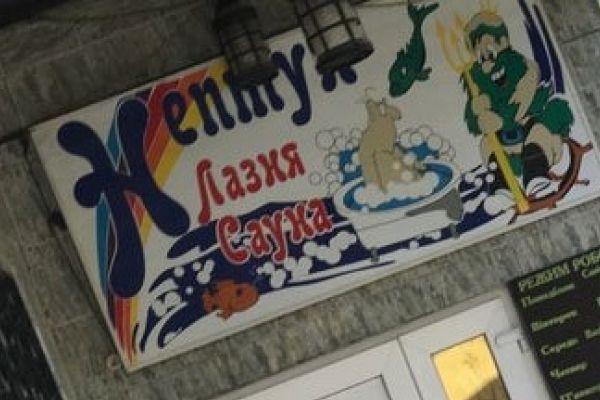 Нептун
Лазня
Сауна
РЕЖИМ РОБО
Понеділок
Вівторок
Середа
Четвер